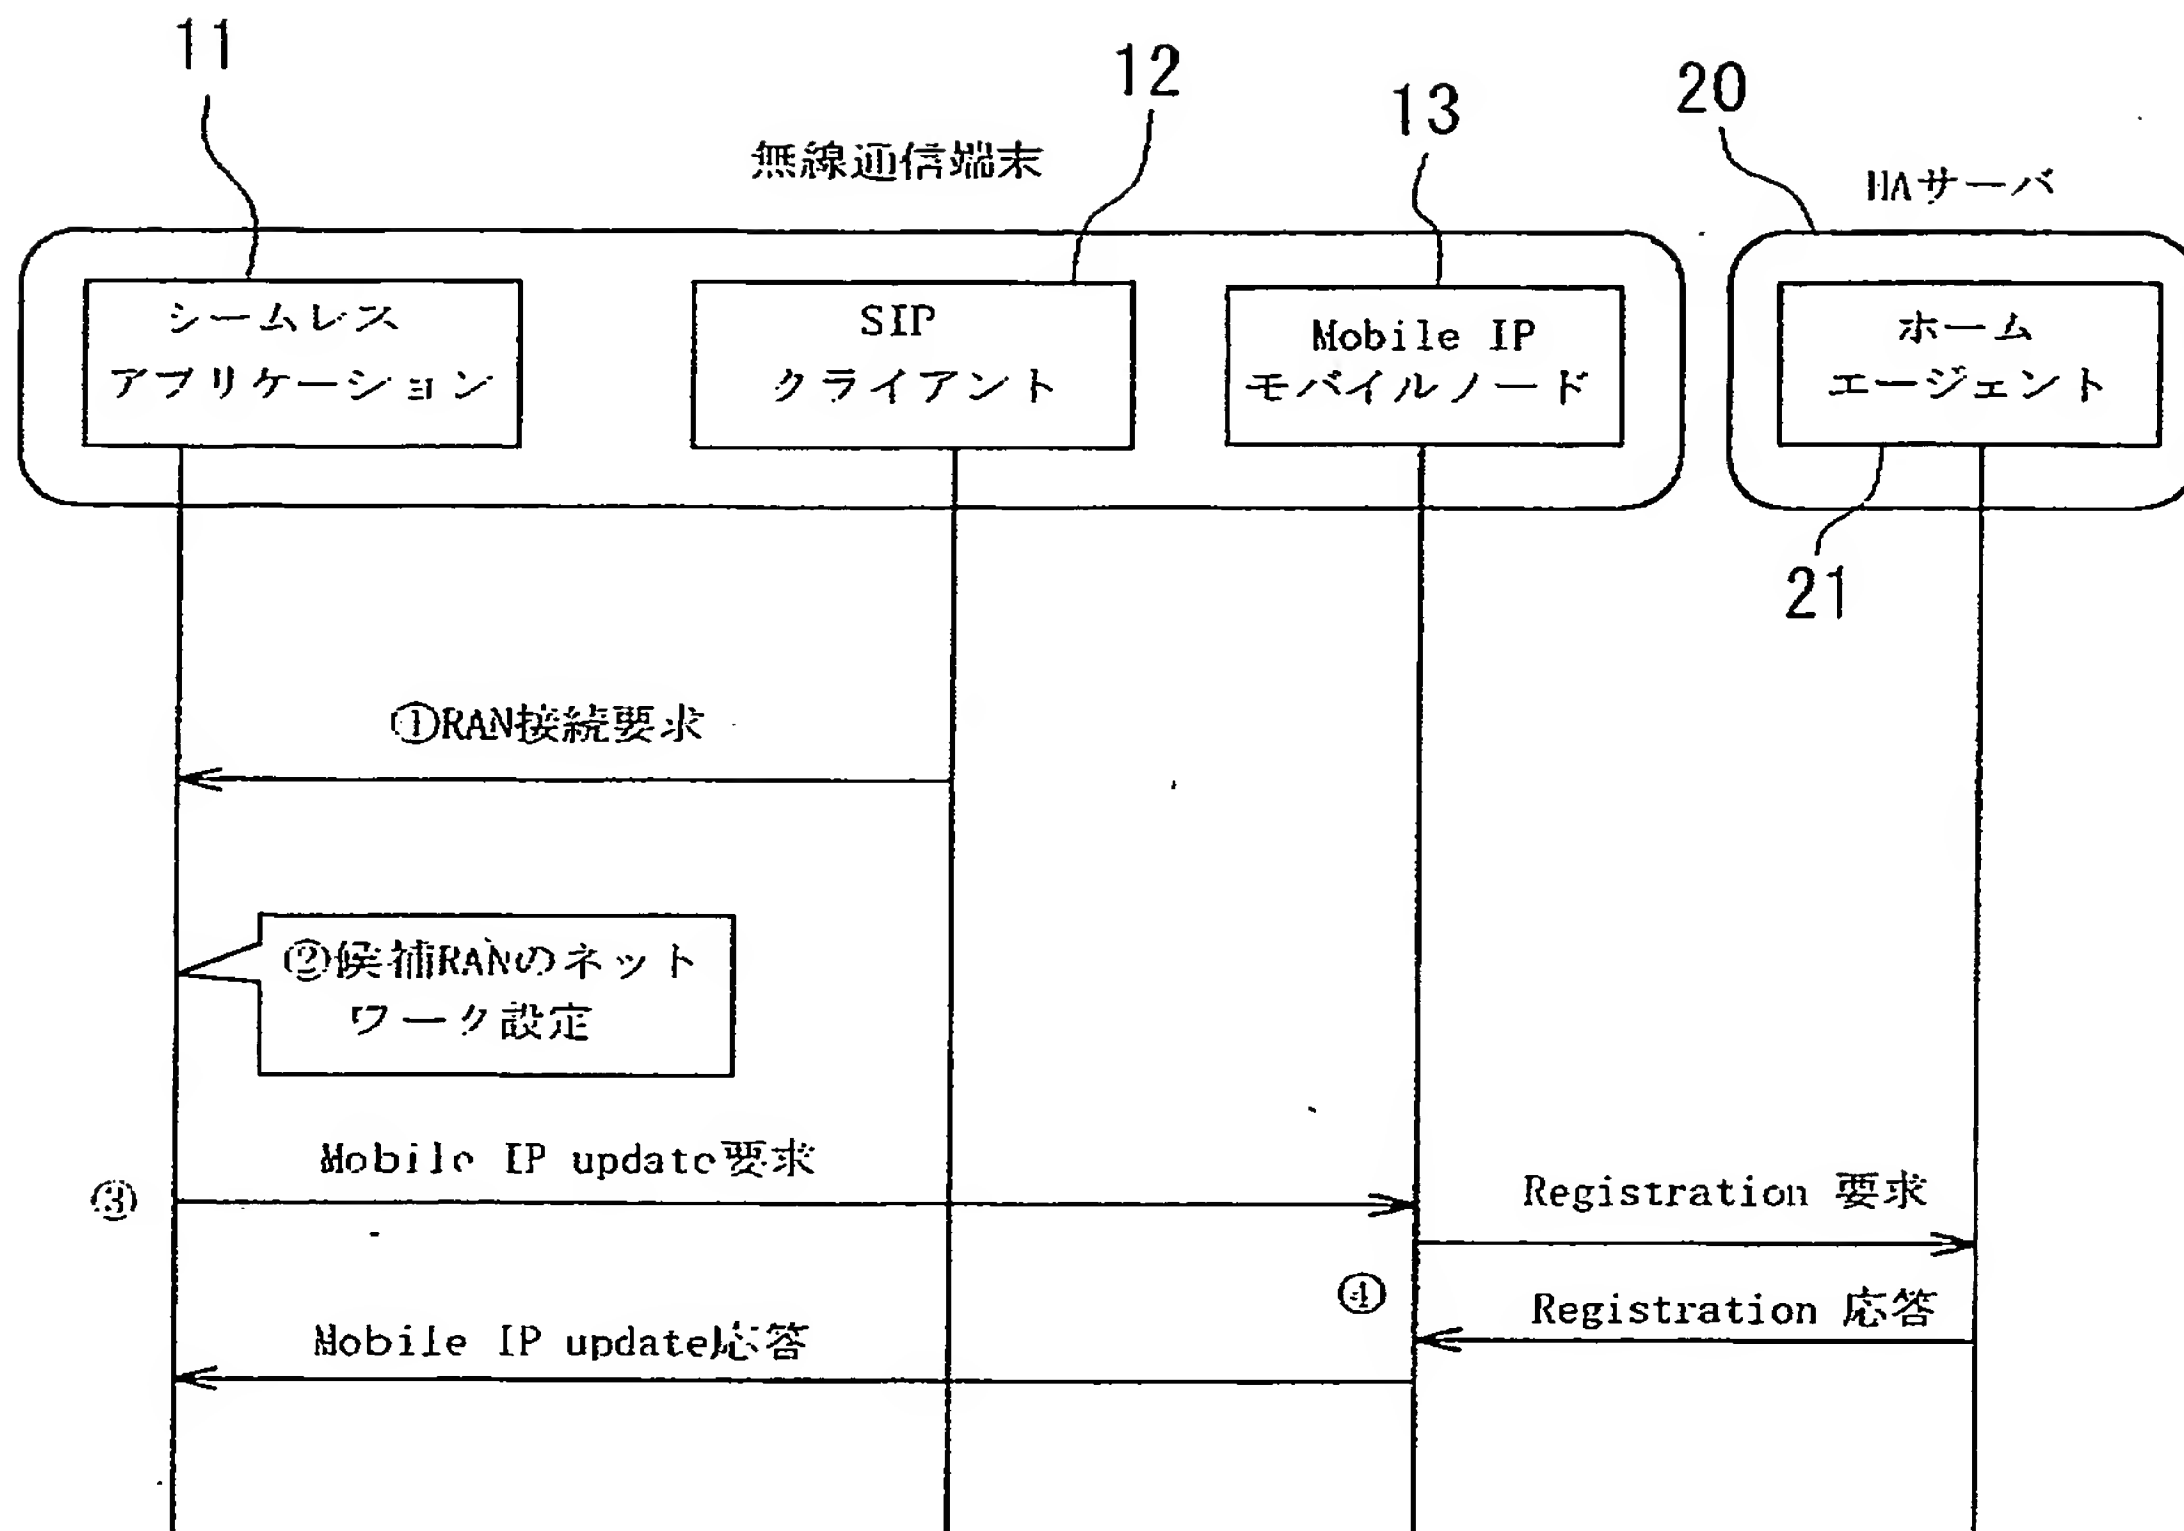 11
12
13
20
無線通信端末
HAサーバ
シームレス
アプリケーション
SIP
クライアント
Mobile IP
モバイルノード
ホーム
エージェント
21
①RAN接続要求
②候補RANのネット
ワーク設定
③
Mobile IP update要求
Registration 要求
④
Registration 応答
Mobile IP update応答